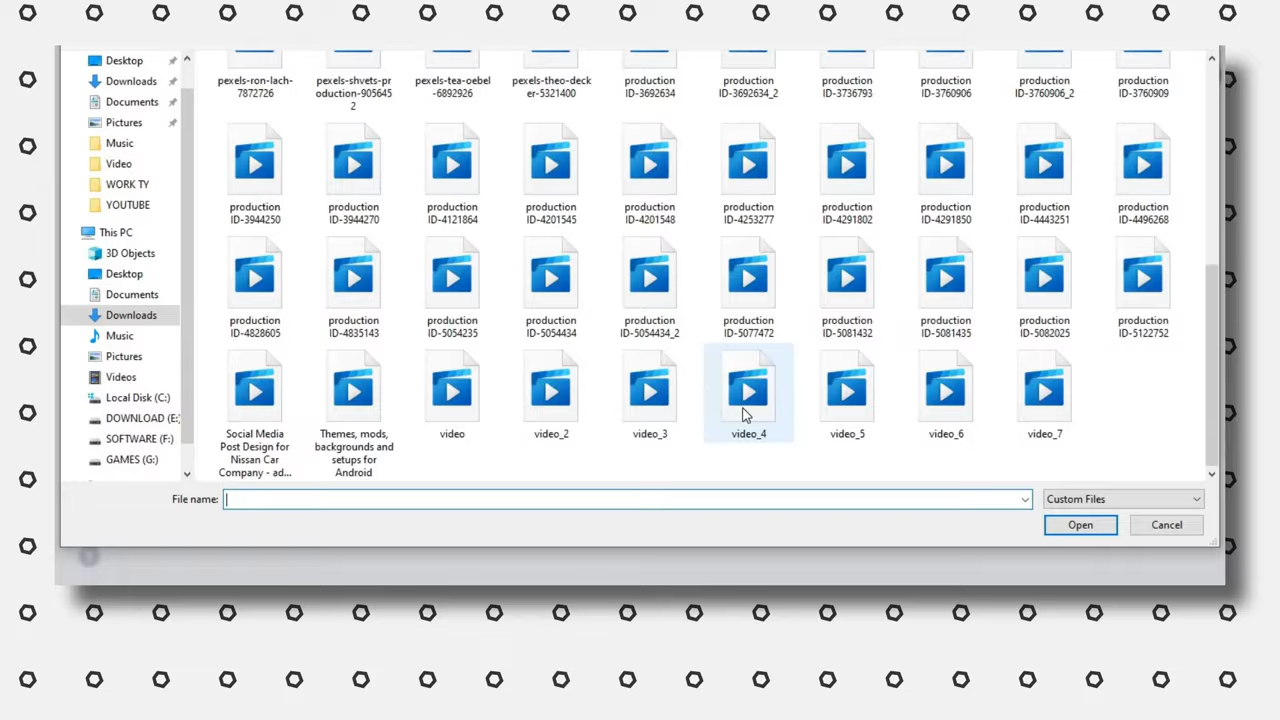 Desktop
Downloads
Documents
Pictures
Music
Video
WORK TY
YOUTUBE
This PC
3D Objects
Desktop
Documents
Downloads
Music
Pictures
Videos
Local Disk (C:)
DOWNLOAD (E:)
SOFTWARE (F:)
GAMES (G:)
pexels-ron-lach-
7872726
pexels-shvets-pr
oduction-905645
2
pexels-tea-oebel
-6892926
pexels-theo-deck
er-5321400
production
ID-3692634
production
ID-3692634_2
production
ID-3736793
production
ID-3760906
production
ID-3760906_2
production
ID-3760909
production
ID-3944250
production
ID-3944270
production
ID-4121864
production
ID-4201545
production
ID-4201548
production
ID-4253277
production
ID-4291802
production
ID-4291850
production
ID-4443251
production
ID-4496268
production
ID-4828605
production
ID-4835143
production
ID-5054235
production
ID-5054434
production
ID-5054434_2
production
ID-5077472
production
ID-5081432
production
ID-5081435
production
ID-5082025
production
ID-5122752
Social Media
Post Design for
Nissan Car
Company - ad...
Themes, mods,
backgrounds and
setups for
Android
video
video_2
video_3
video_4
video_5
video_6
video_7
File name:
Custom Files
Open
Cancel